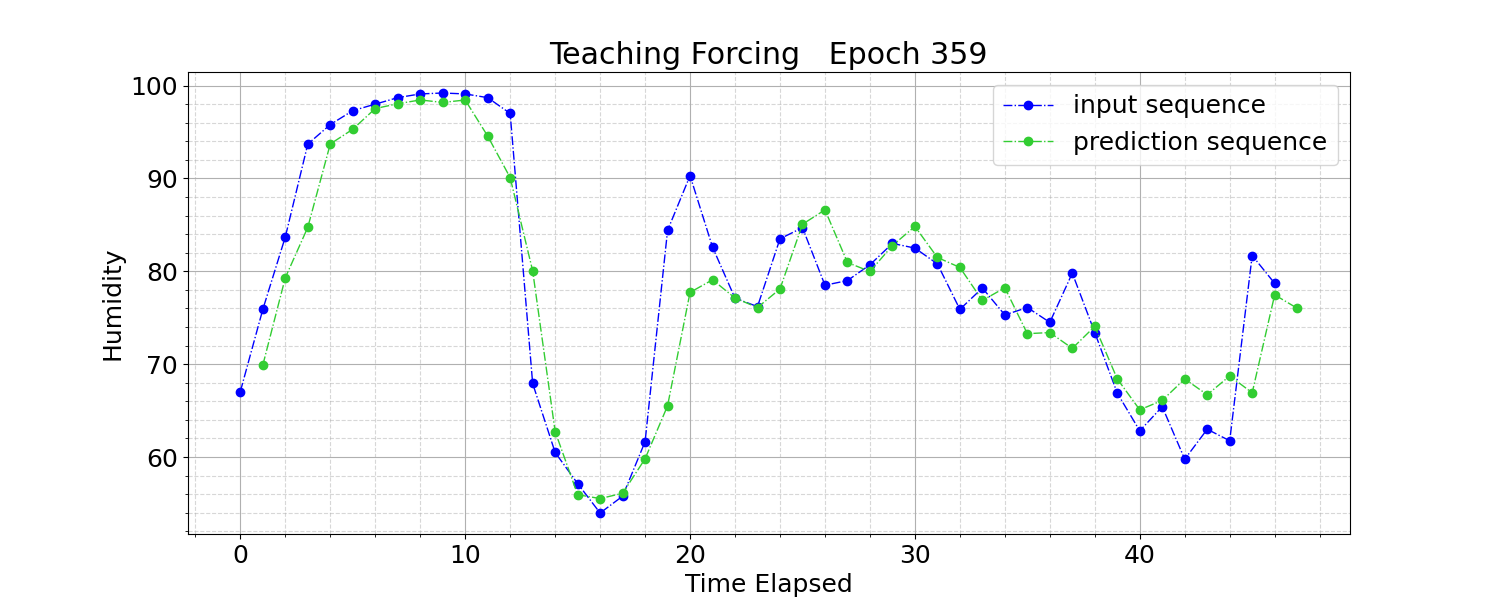 Teaching Forcing   Epoch 359
100
90
80
70
60
Humidity
input sequence
prediction sequence
0 10 20 30 40
Time Elapsed